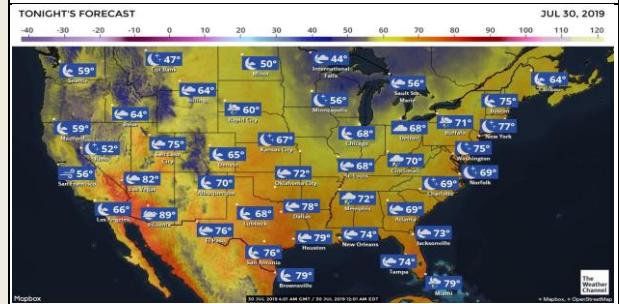 TONIGHT'S FORECAST
JUL 30, 2019
-40 -30 -20 -10 0 10 20 30 40 50 60 70 80 90 100 110 120
47°
Cut Bank
50°
Minot
44°
International Falls
59°
Seattle
64°
Billings
56°
Sault Ste. Marie
64°
Caribou
60°
Rapid City
56°
Minneapolis
75°
Boston
64°
Boise
71°
Buffalo
77°
New York
59°
Medford
52°
Reno
75°
Salt Lake City
67°
Kansas City
68°
Chicago
68°
Detroit
75°
Washington
65°
Denver
56°
San Francisco
82°
Las Vegas
70°
Albuquerque
72°
Oklahoma City
68°
St. Louis
70°
Cincinnati
69°
Norfolk
69°
Charlotte
66°
Los Angeles
89°
Phoenix
68°
Lubbock
78°
Dallas
72°
Memphis
69°
Atlanta
76°
El Paso
79°
Houston
74°
New Orleans
73°
Jacksonville
76°
San Antonio
74°
Tampa
79°
Brownsville
79°
Miami
The
Weather
Channel
Mapbox
30 JUL 2019 4:01 AM GMT / 30 JUL 2019 12:01 AM EDT
© Mapbox, © OpenStreetMap